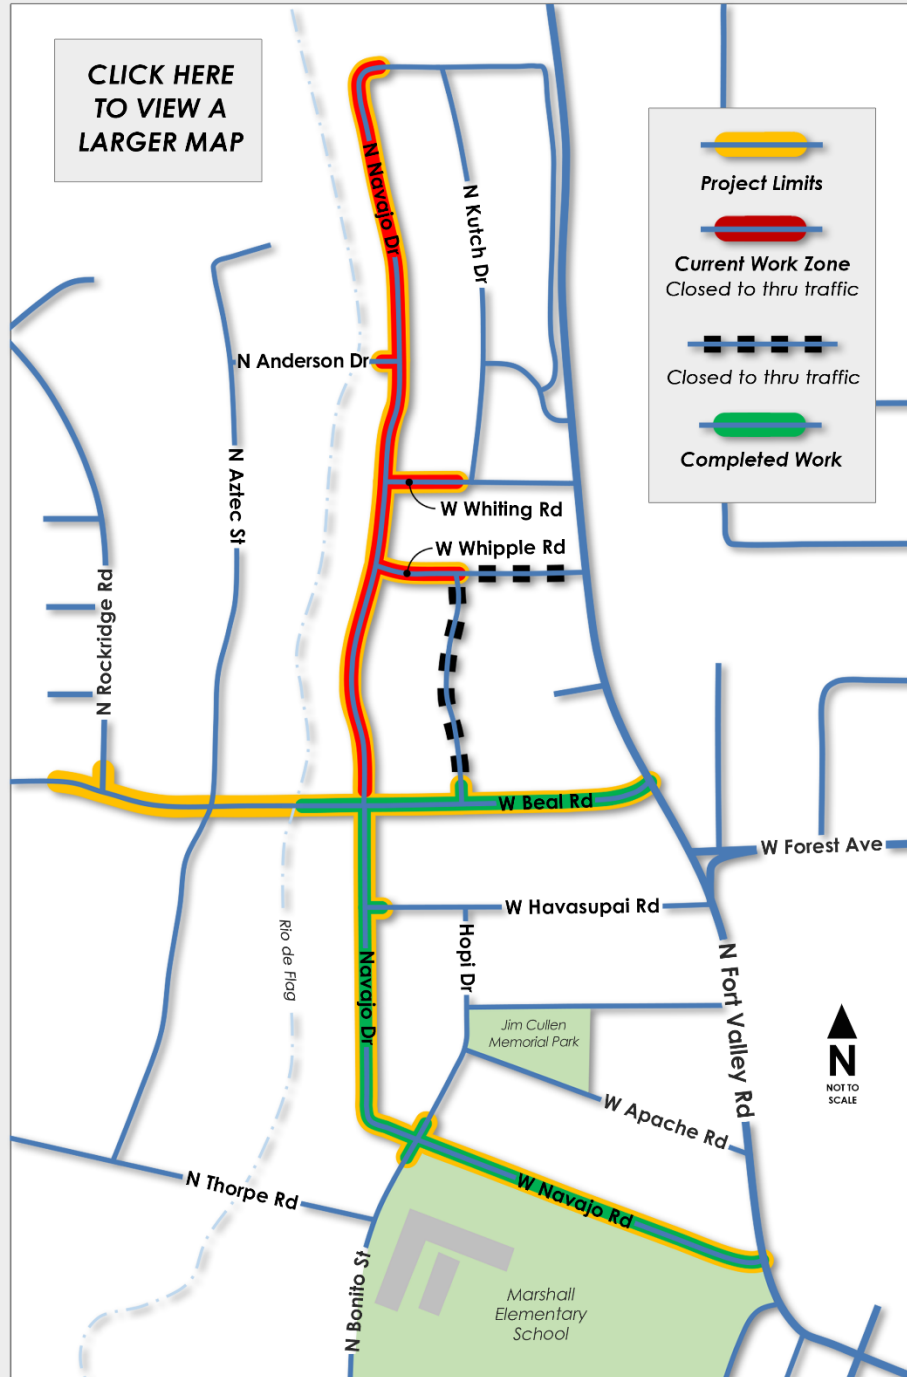 CLICK HERE
TO VIEW A
LARGER MAP
Project Limits
Current Work Zone
Closed to thru traffic
Closed to thru traffic
Completed Work
N Navajo Dr
N Kutch Dr
N Anderson Dr
N Aztec St
W Whiting Rd
W Whipple Rd
N Rockridge Rd
W Beal Rd
W Forest Ave
W Havasupai Rd
Rio de Flag
Navajo Dr
Hopi Dr
N Fort Valley Rd
Jim Cullen
Memorial Park
N
NOT TO
SCALE
W Apache Rd
N Thorpe Rd
W Navajo Rd
N Bonito St
Marshall
Elementary
School